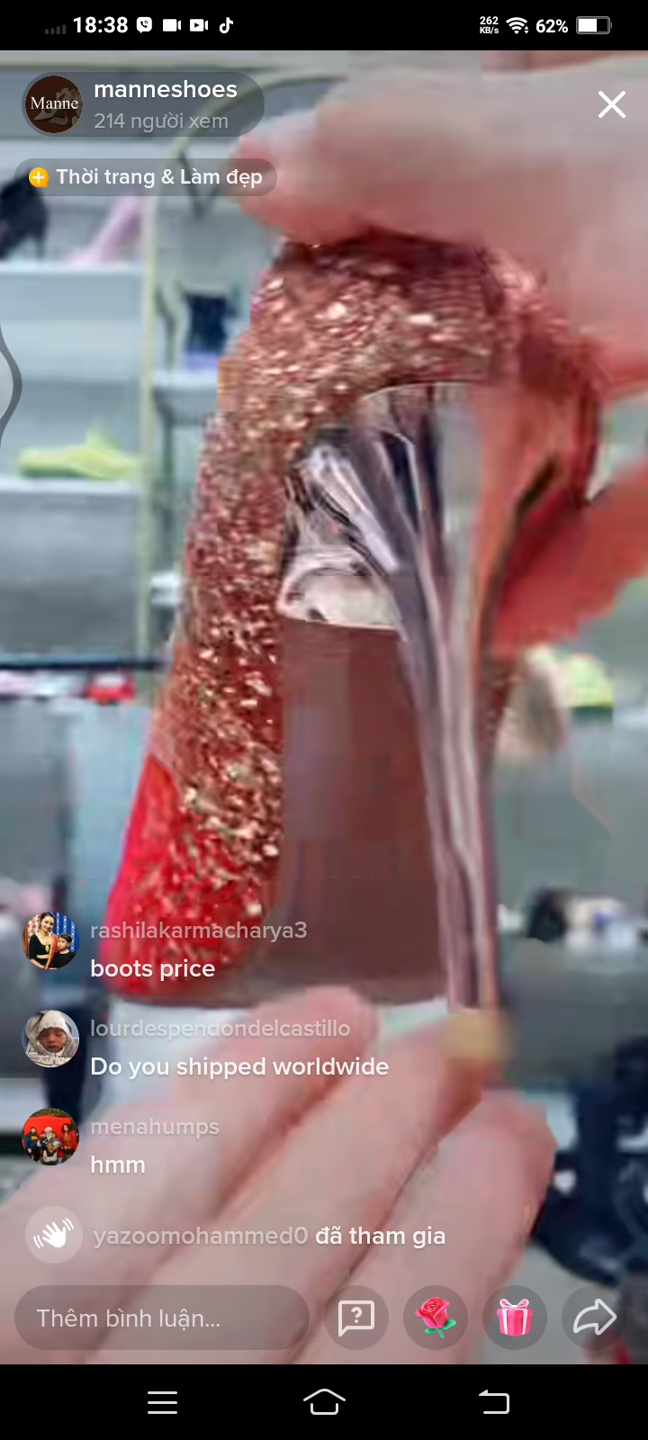 18:38
262
KB/s
62%
Manne
manneshoes
214 người xem
Thời trang & Làm đẹp
rashilakarmacharya3
boots price
lourdespendondelcastillo
Do you shipped worldwide
menahumps
hmm
yazoomohammed0 đã tham gia
Thêm bình luận...